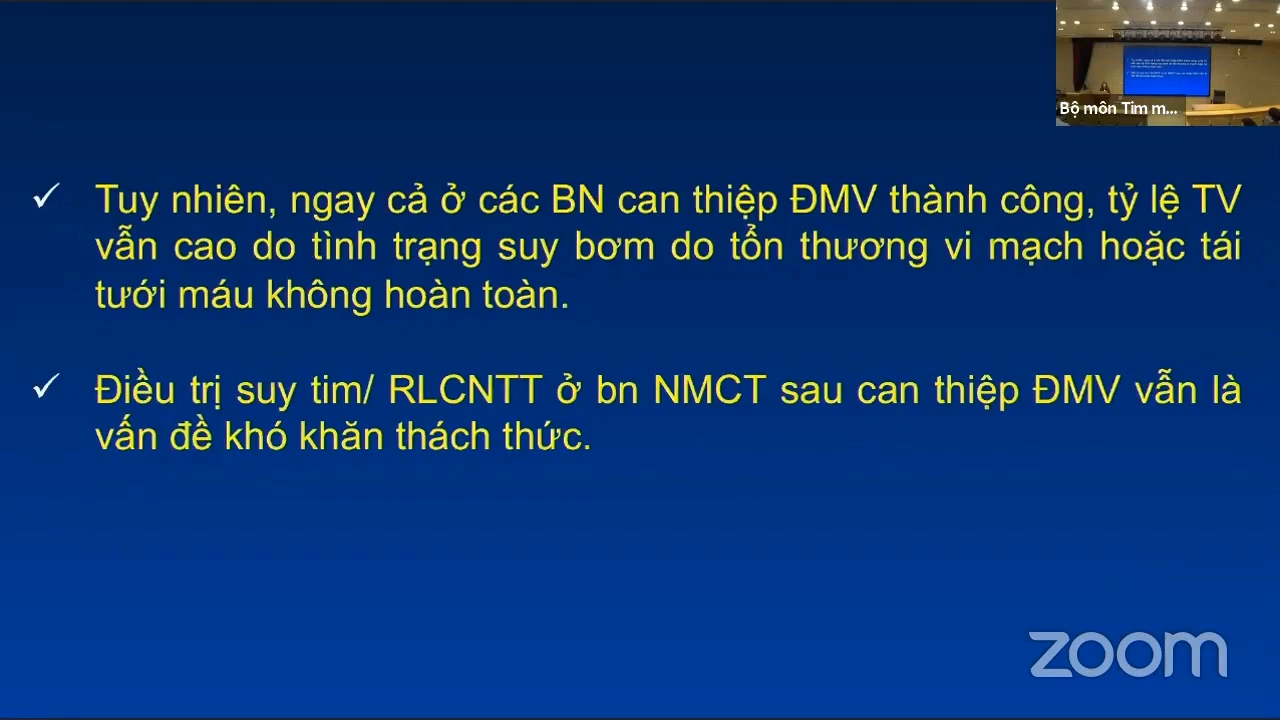 Bộ môn Tim m...
✓ Tuy nhiên, ngay cả ở các BN can thiệp ĐMV thành công, tỷ lệ TV
vẫn cao do tình trạng suy bơm do tổn thương vi mạch hoặc tái
tưới máu không hoàn toàn.
✓ Điều trị suy tim/ RLCNTT ở bn NMCT sau can thiệp ĐMV vẫn là
vấn đề khó khăn thách thức.
zoom